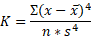 K = Σ(x − x̄)⁴ / n ∗ s⁴